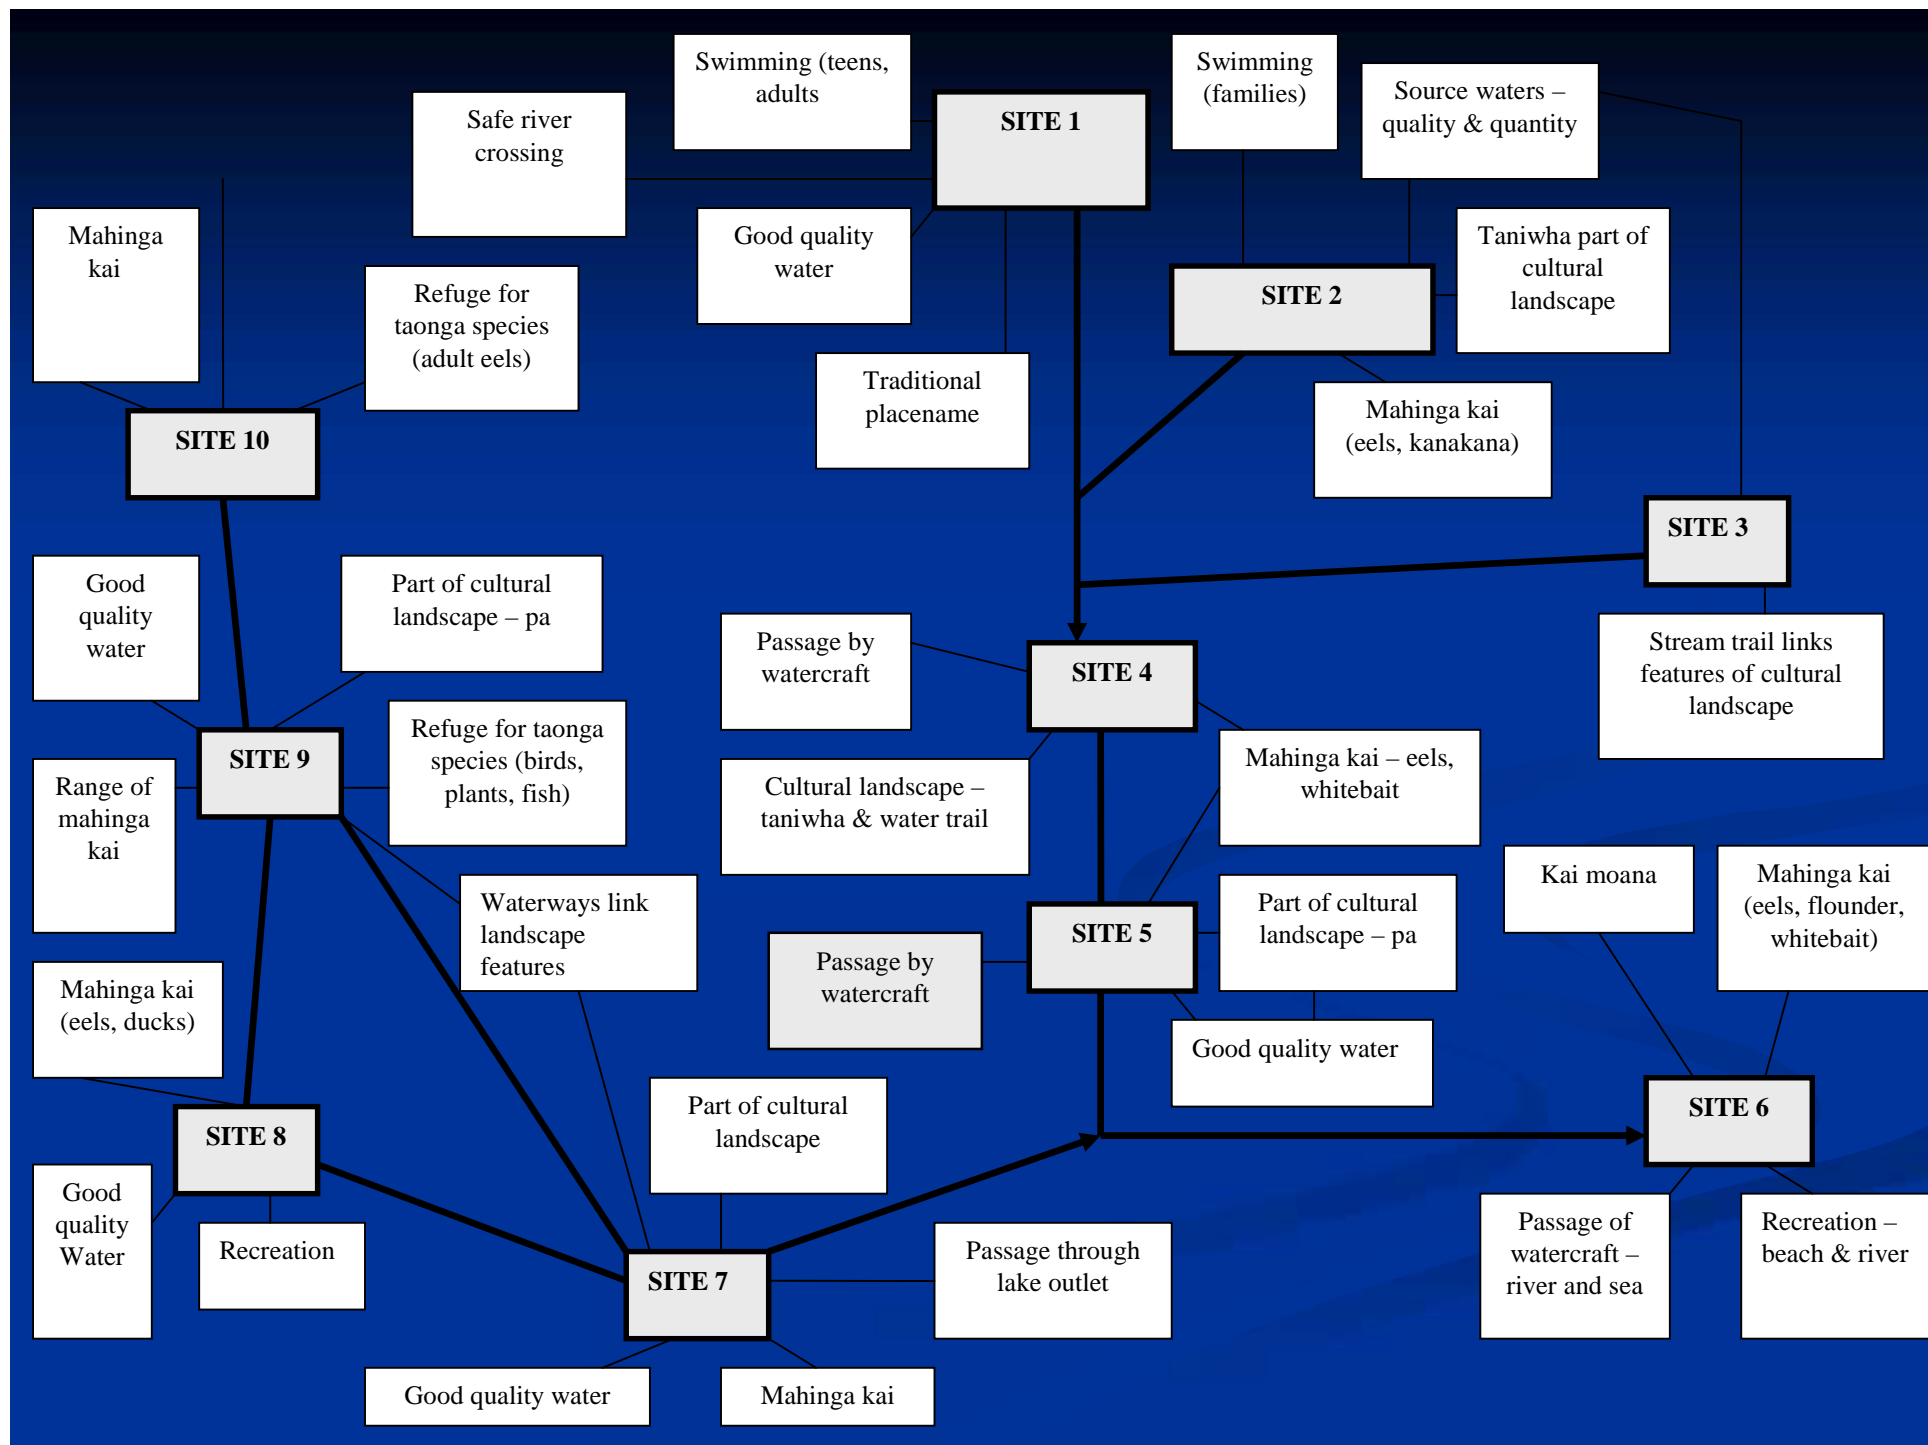 Swimming (teens,
adults
Swimming
(families)
Source waters –
quality & quantity
Safe river
crossing
SITE 1
Mahinga
kai
Good quality
water
Taniwha part of
cultural
landscape
Refuge for
taonga species
(adult eels)
SITE 2
Traditional
placename
Mahinga kai
(eels, kanakana)
SITE 10
SITE 3
Good
quality
water
Part of cultural
landscape – pa
Passage by
watercraft
SITE 4
Stream trail links
features of cultural
landscape
Refuge for taonga
species (birds,
plants, fish)
SITE 9
Mahinga kai – eels,
whitebait
Range of
mahinga
kai
Cultural landscape –
taniwha & water trail
Kai moana
Mahinga kai
(eels, flounder,
whitebait)
Waterways link
landscape
features
SITE 5
Part of cultural
landscape – pa
Passage by
watercraft
Mahinga kai
(eels, ducks)
Good quality water
Part of cultural
landscape
SITE 6
SITE 8
Good
quality
Water
Recreation
Passage of
watercraft –
river and sea
Recreation –
beach & river
SITE 7
Passage through
lake outlet
Good quality water
Mahinga kai